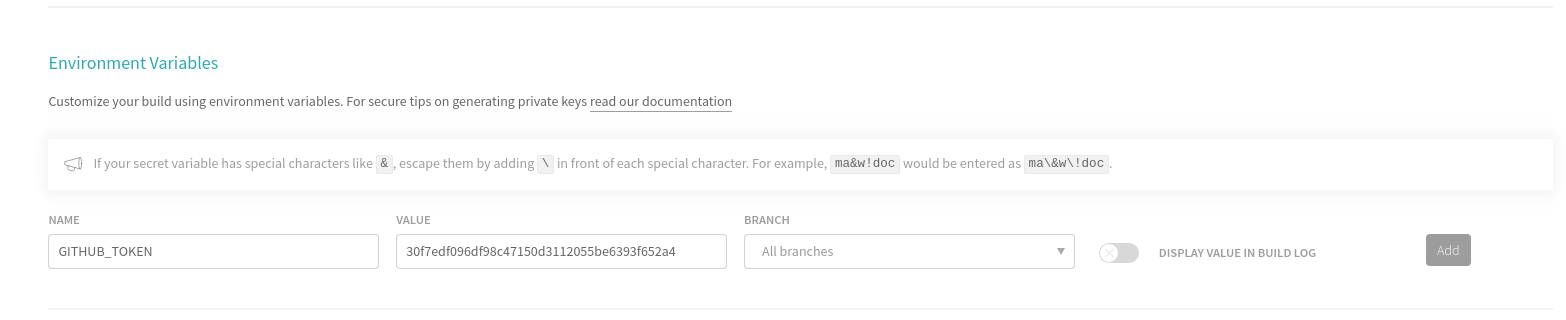 Environment Variables
Customize your build using environment variables. For secure tips on generating private keys read our documentation
If your secret variable has special characters like &, escape them by adding \ in front of each special character. For example, ma&w!doc would be entered as ma\&w\!doc.
NAME VALUE BRANCH
GITHUB_TOKEN 30f7edf096df98c47150d3112055be6393f652a4 All branches DISPLAY VALUE IN BUILD LOG Add